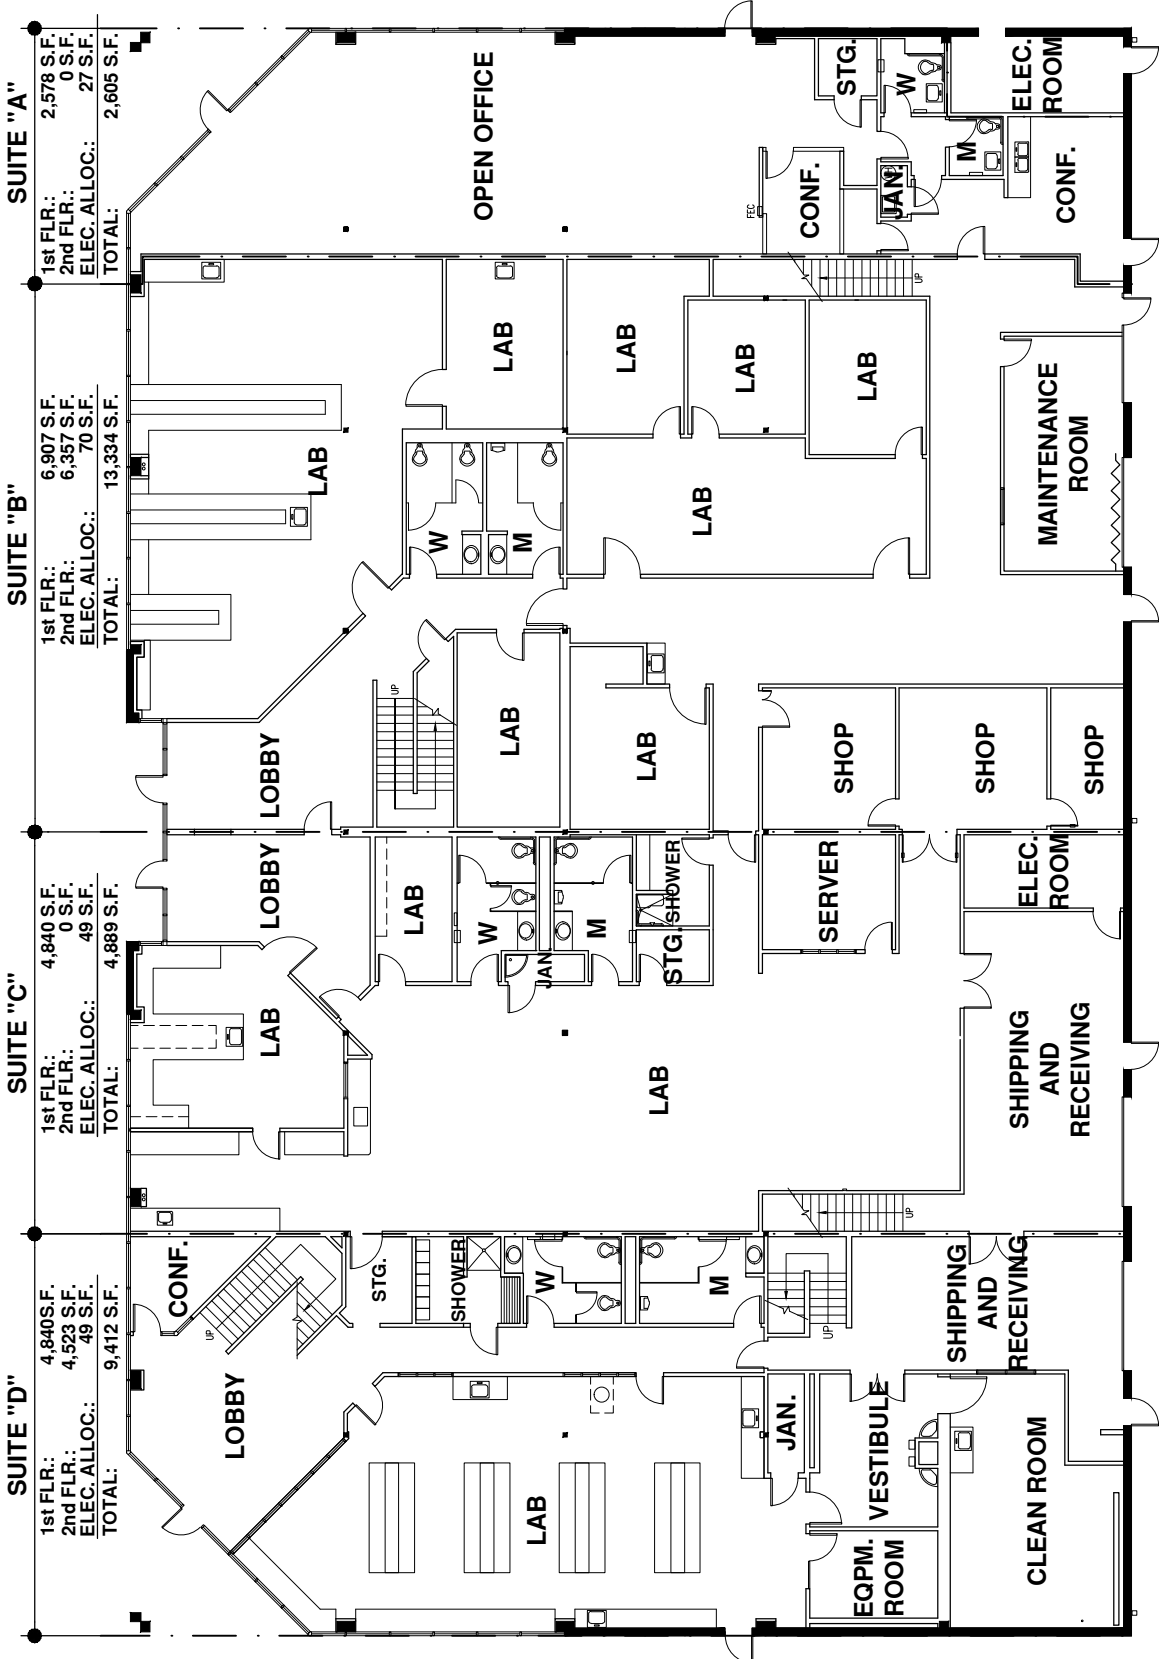 SUITE "D"
1st FLR.: 4,840S.F.
2nd FLR.: 4,523 S.F.
ELEC. ALLOC.: 49 S.F.
TOTAL: 9,412 S.F.
SUITE "C"
1st FLR.: 4,840 S.F.
2nd FLR.: 0 S.F.
ELEC. ALLOC.: 49 S.F.
TOTAL: 4,889 S.F.
SUITE "B"
1st FLR.: 6,907 S.F.
2nd FLR.: 6,357 S.F.
ELEC. ALLOC.: 70 S.F.
TOTAL: 13,334 S.F.
SUITE "A"
1st FLR.: 2,578 S.F.
2nd FLR.: 0 S.F.
ELEC. ALLOC.: 27 S.F.
TOTAL: 2,605 S.F.
LOBBY
CONF.
UP
STG.
SHOWER
W
M
LAB
UP
JAN.
VESTIBULE
EQPM.
ROOM
CLEAN ROOM
SHIPPING
AND
RECEIVING
LOBBY
LAB
LAB
W
JAN.
M
STG.
SHOWER
LAB
SERVER
UP
ELEC.
ROOM
SHIPPING
AND
RECEIVING
LOBBY
LAB
UP
W
M
LAB
LAB
LAB
LAB
LAB
LAB
LAB
LAB
UP
SHOP
SHOP
SHOP
MAINTENANCE
ROOM
OPEN OFFICE
FEC
CONF.
STG.
JAN.
W
M
CONF.
ELEC.
ROOM